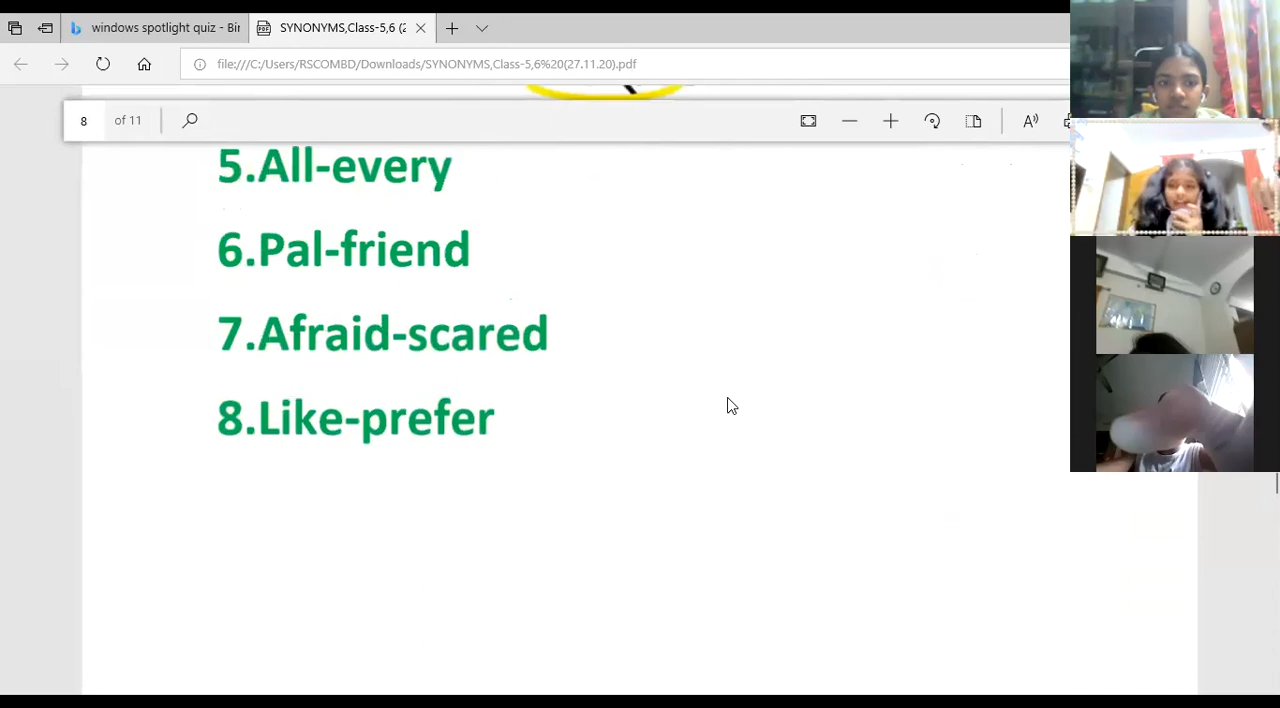 windows spotlight quiz - Bi
SYNONYMS,Class-5,6 (2
file:///C:/Users/RSCOMBD/Downloads/SYNONYMS,Class-5,6%20(27.11.20).pdf
8 of 11
5.All-every
6.Pal-friend
7.Afraid-scared
8.Like-prefer